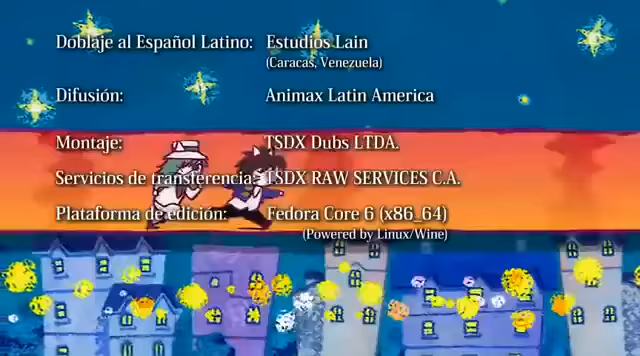 Doblaje al Español Latino: Estudios Lain
(Caracas, Venezuela)
Difusión: Animax Latin America
Montaje: TSDX Dubs LTDA.
Servicios de transferencia: TSDX RAW SERVICES C.A.
Plataforma de edición: Fedora Core 6 (x86_64)
(Powered by Linux/Wine)